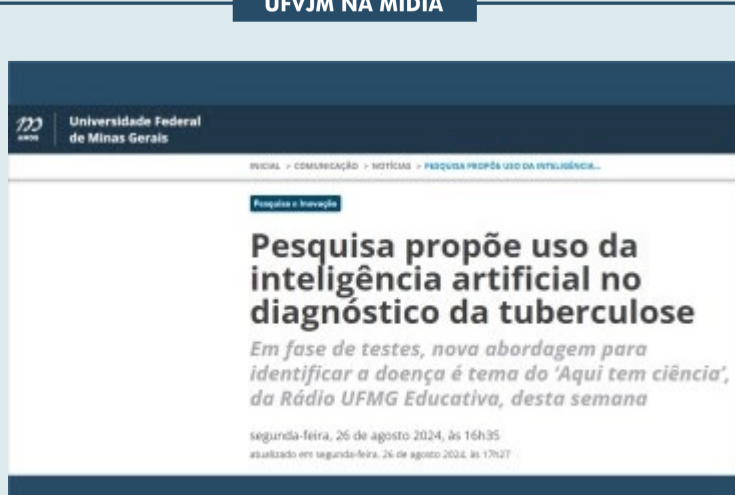 UFVJM NA MÍDIA
100 ANOS
Universidade Federal
de Minas Gerais
INICIAL > COMUNICAÇÃO > NOTÍCIAS > PESQUISA PROPÕE USO DA INTELIGÊNCIA...
Pesquisa e Inovação
Pesquisa propõe uso da
inteligência artificial no
diagnóstico da tuberculose
Em fase de testes, nova abordagem para
identificar a doença é tema do ‘Aqui tem ciência’,
da Rádio UFMG Educativa, desta semana
segunda-feira, 26 de agosto 2024, às 16h35
atualizado em segunda-feira, 26 de agosto 2024, às 17h27